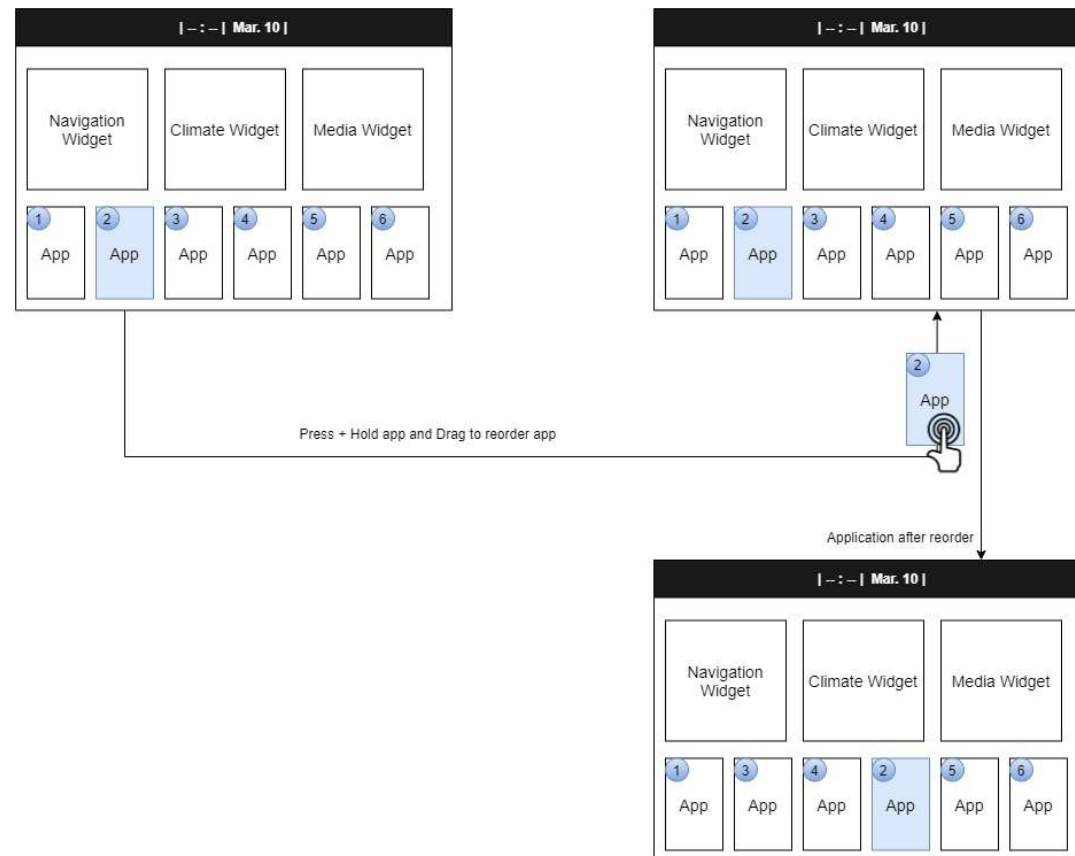 | -- : -- | Mar. 10 |
Navigation
Widget
Climate Widget
Media Widget
1
2
3
4
5
6
App
App
App
App
App
App
| -- : -- | Mar. 10 |
Navigation
Widget
Climate Widget
Media Widget
1
2
3
4
5
6
App
App
App
App
App
App
2
App
Press + Hold app and Drag to reorder app
Application after reorder
| -- : -- | Mar. 10 |
Navigation
Widget
Climate Widget
Media Widget
1
3
4
2
5
6
App
App
App
App
App
App